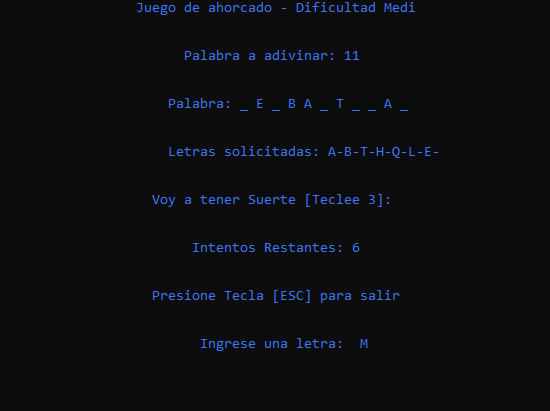 Juego de ahorcado - Dificultad Medi
Palabra a adivinar: 11
Palabra: _ E _ B A _ T _ _ A _
Letras solicitadas: A-B-T-H-Q-L-E-
Voy a tener Suerte [Teclee 3]:
Intentos Restantes: 6
Presione Tecla [ESC] para salir
Ingrese una letra:  M